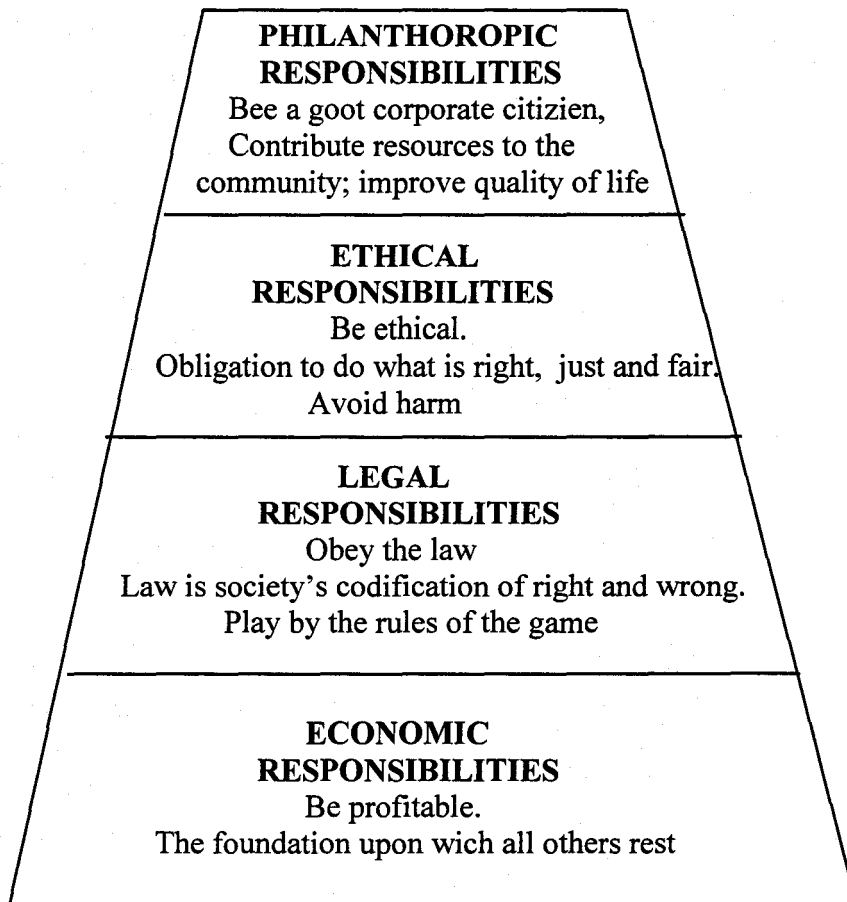 PHILANTHOROPIC
RESPONSIBILITIES
Bee a goot corporate citizien,
Contribute resources to the
community; improve quality of life
ETHICAL
RESPONSIBILITIES
Be ethical.
Obligation to do what is right, just and fair.
Avoid harm
LEGAL
RESPONSIBILITIES
Obey the law
Law is society's codification of right and wrong.
Play by the rules of the game
ECONOMIC
RESPONSIBILITIES
Be profitable.
The foundation upon wich all others rest